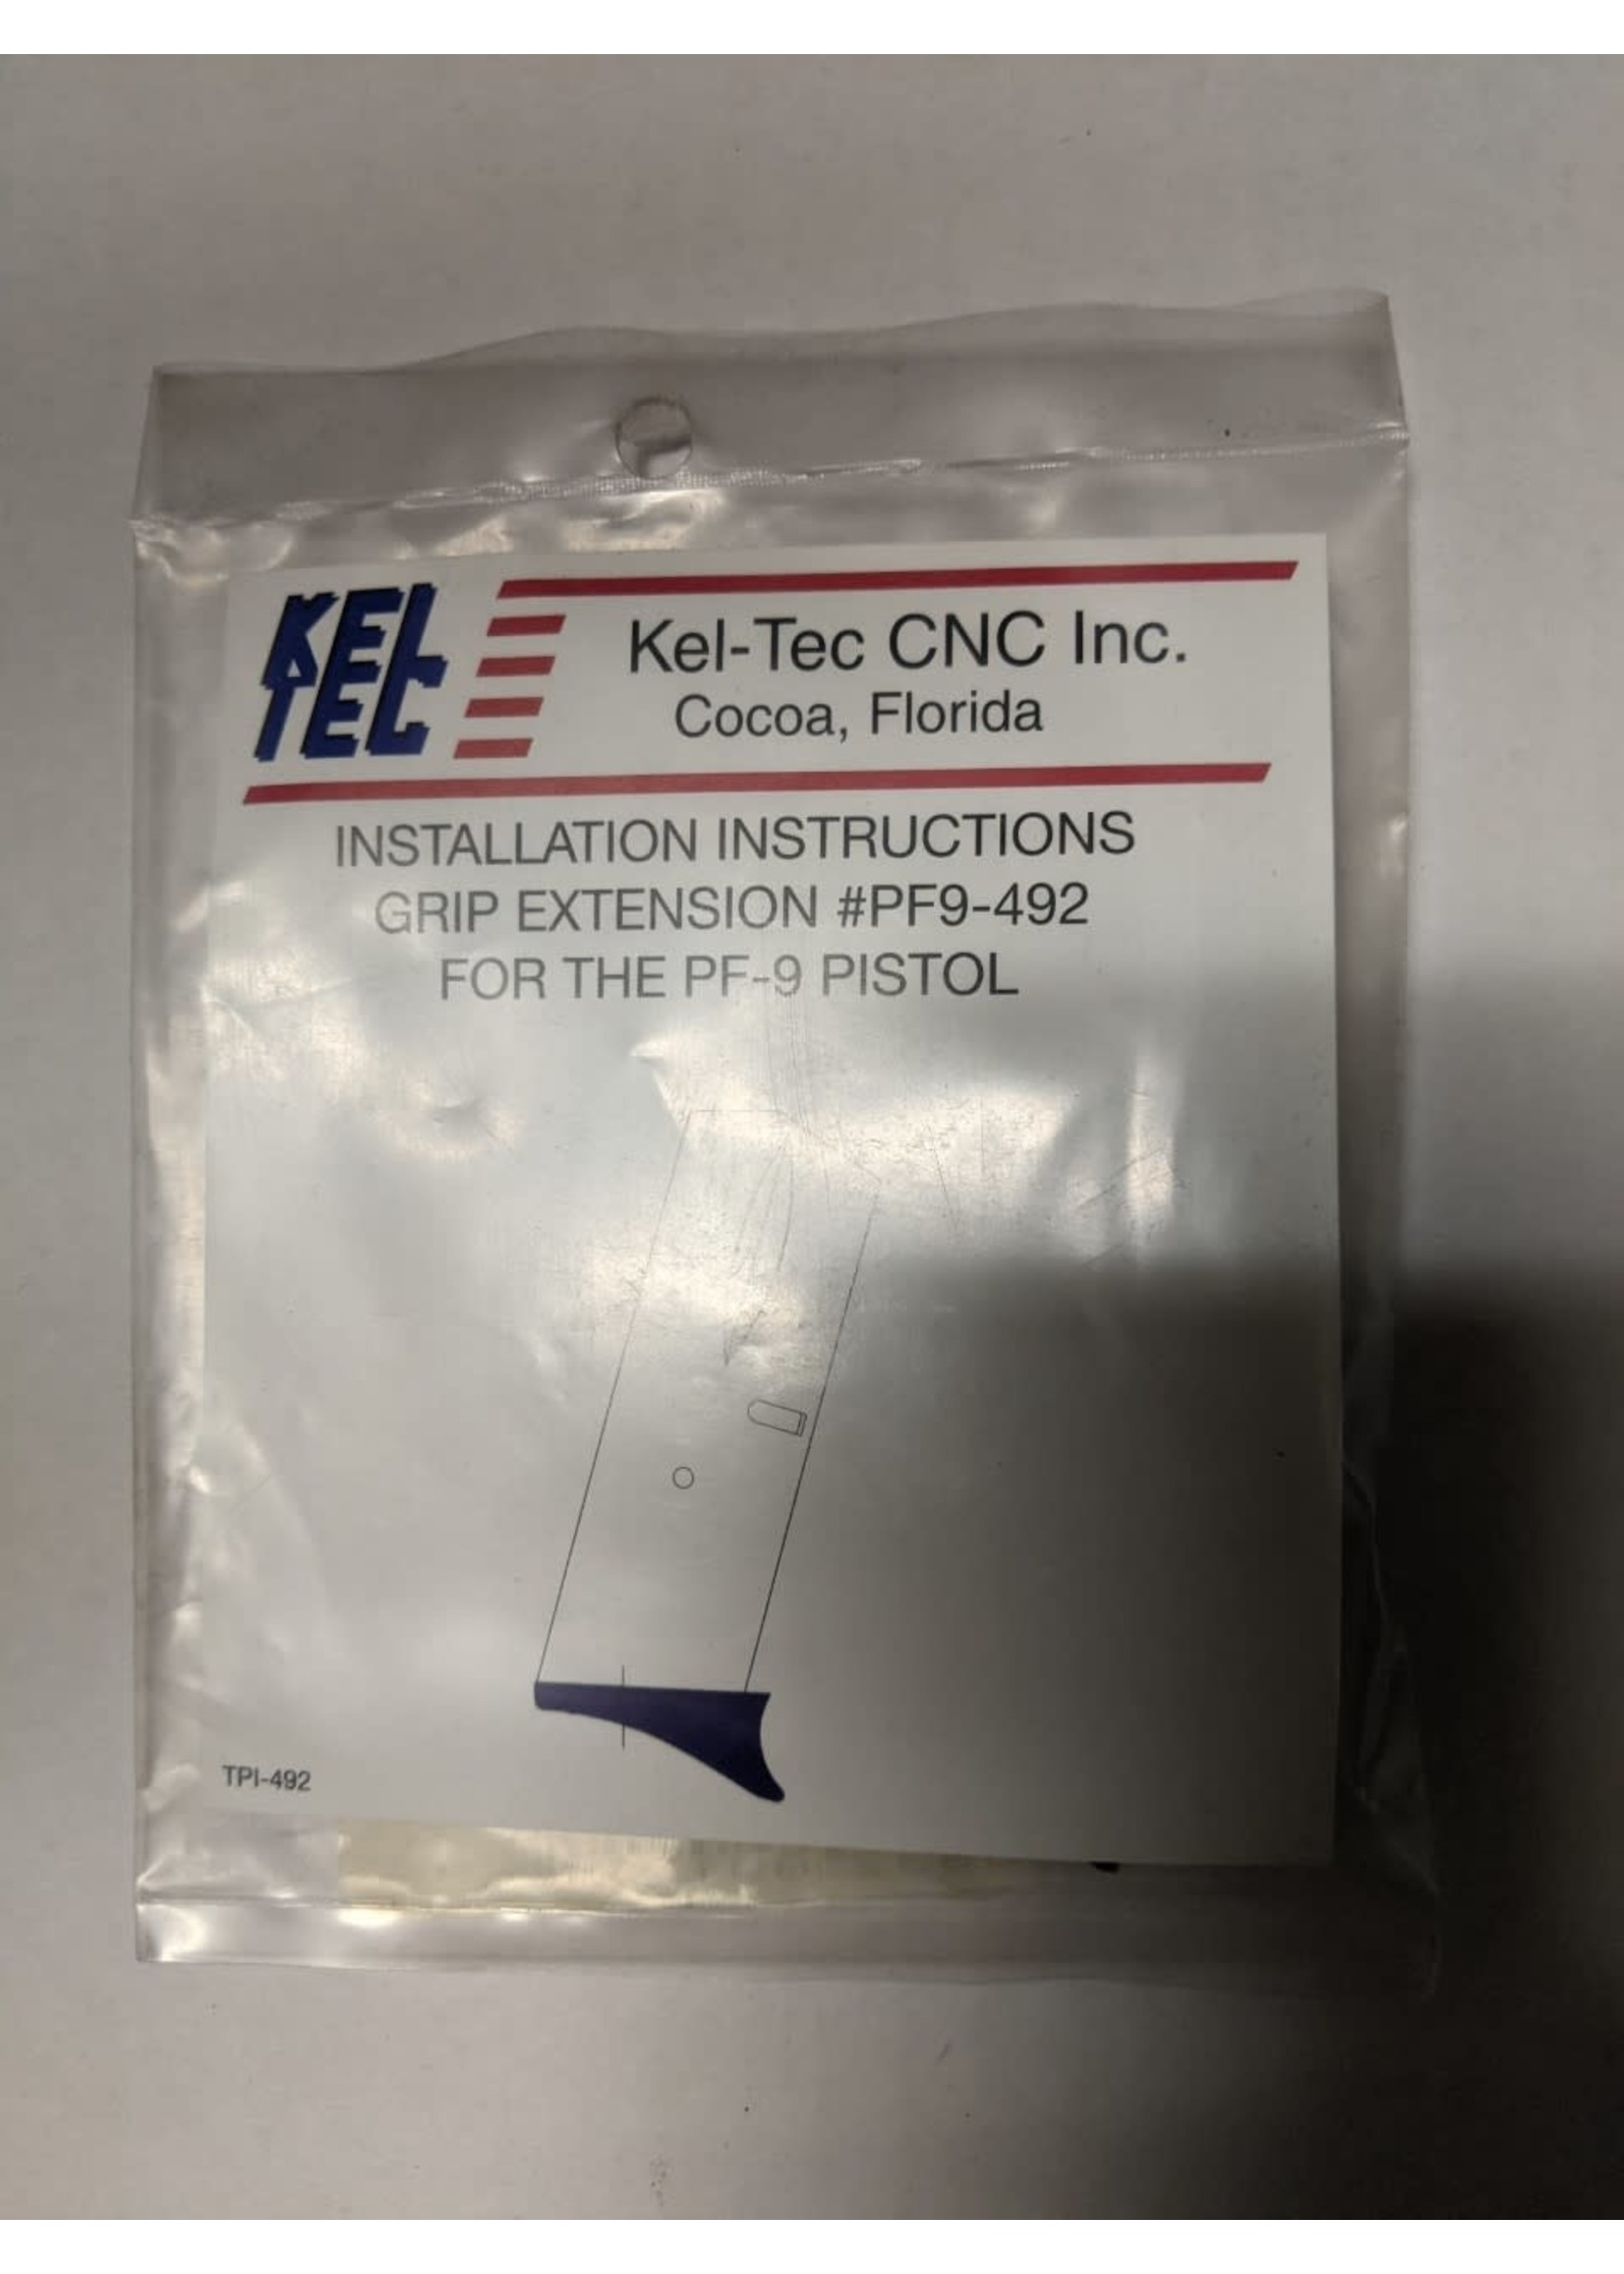 KEL
TEC
Kel-Tec CNC Inc.
Cocoa, Florida
INSTALLATION INSTRUCTIONS
GRIP EXTENSION #PF9-492
FOR THE PF-9 PISTOL
TPI-492